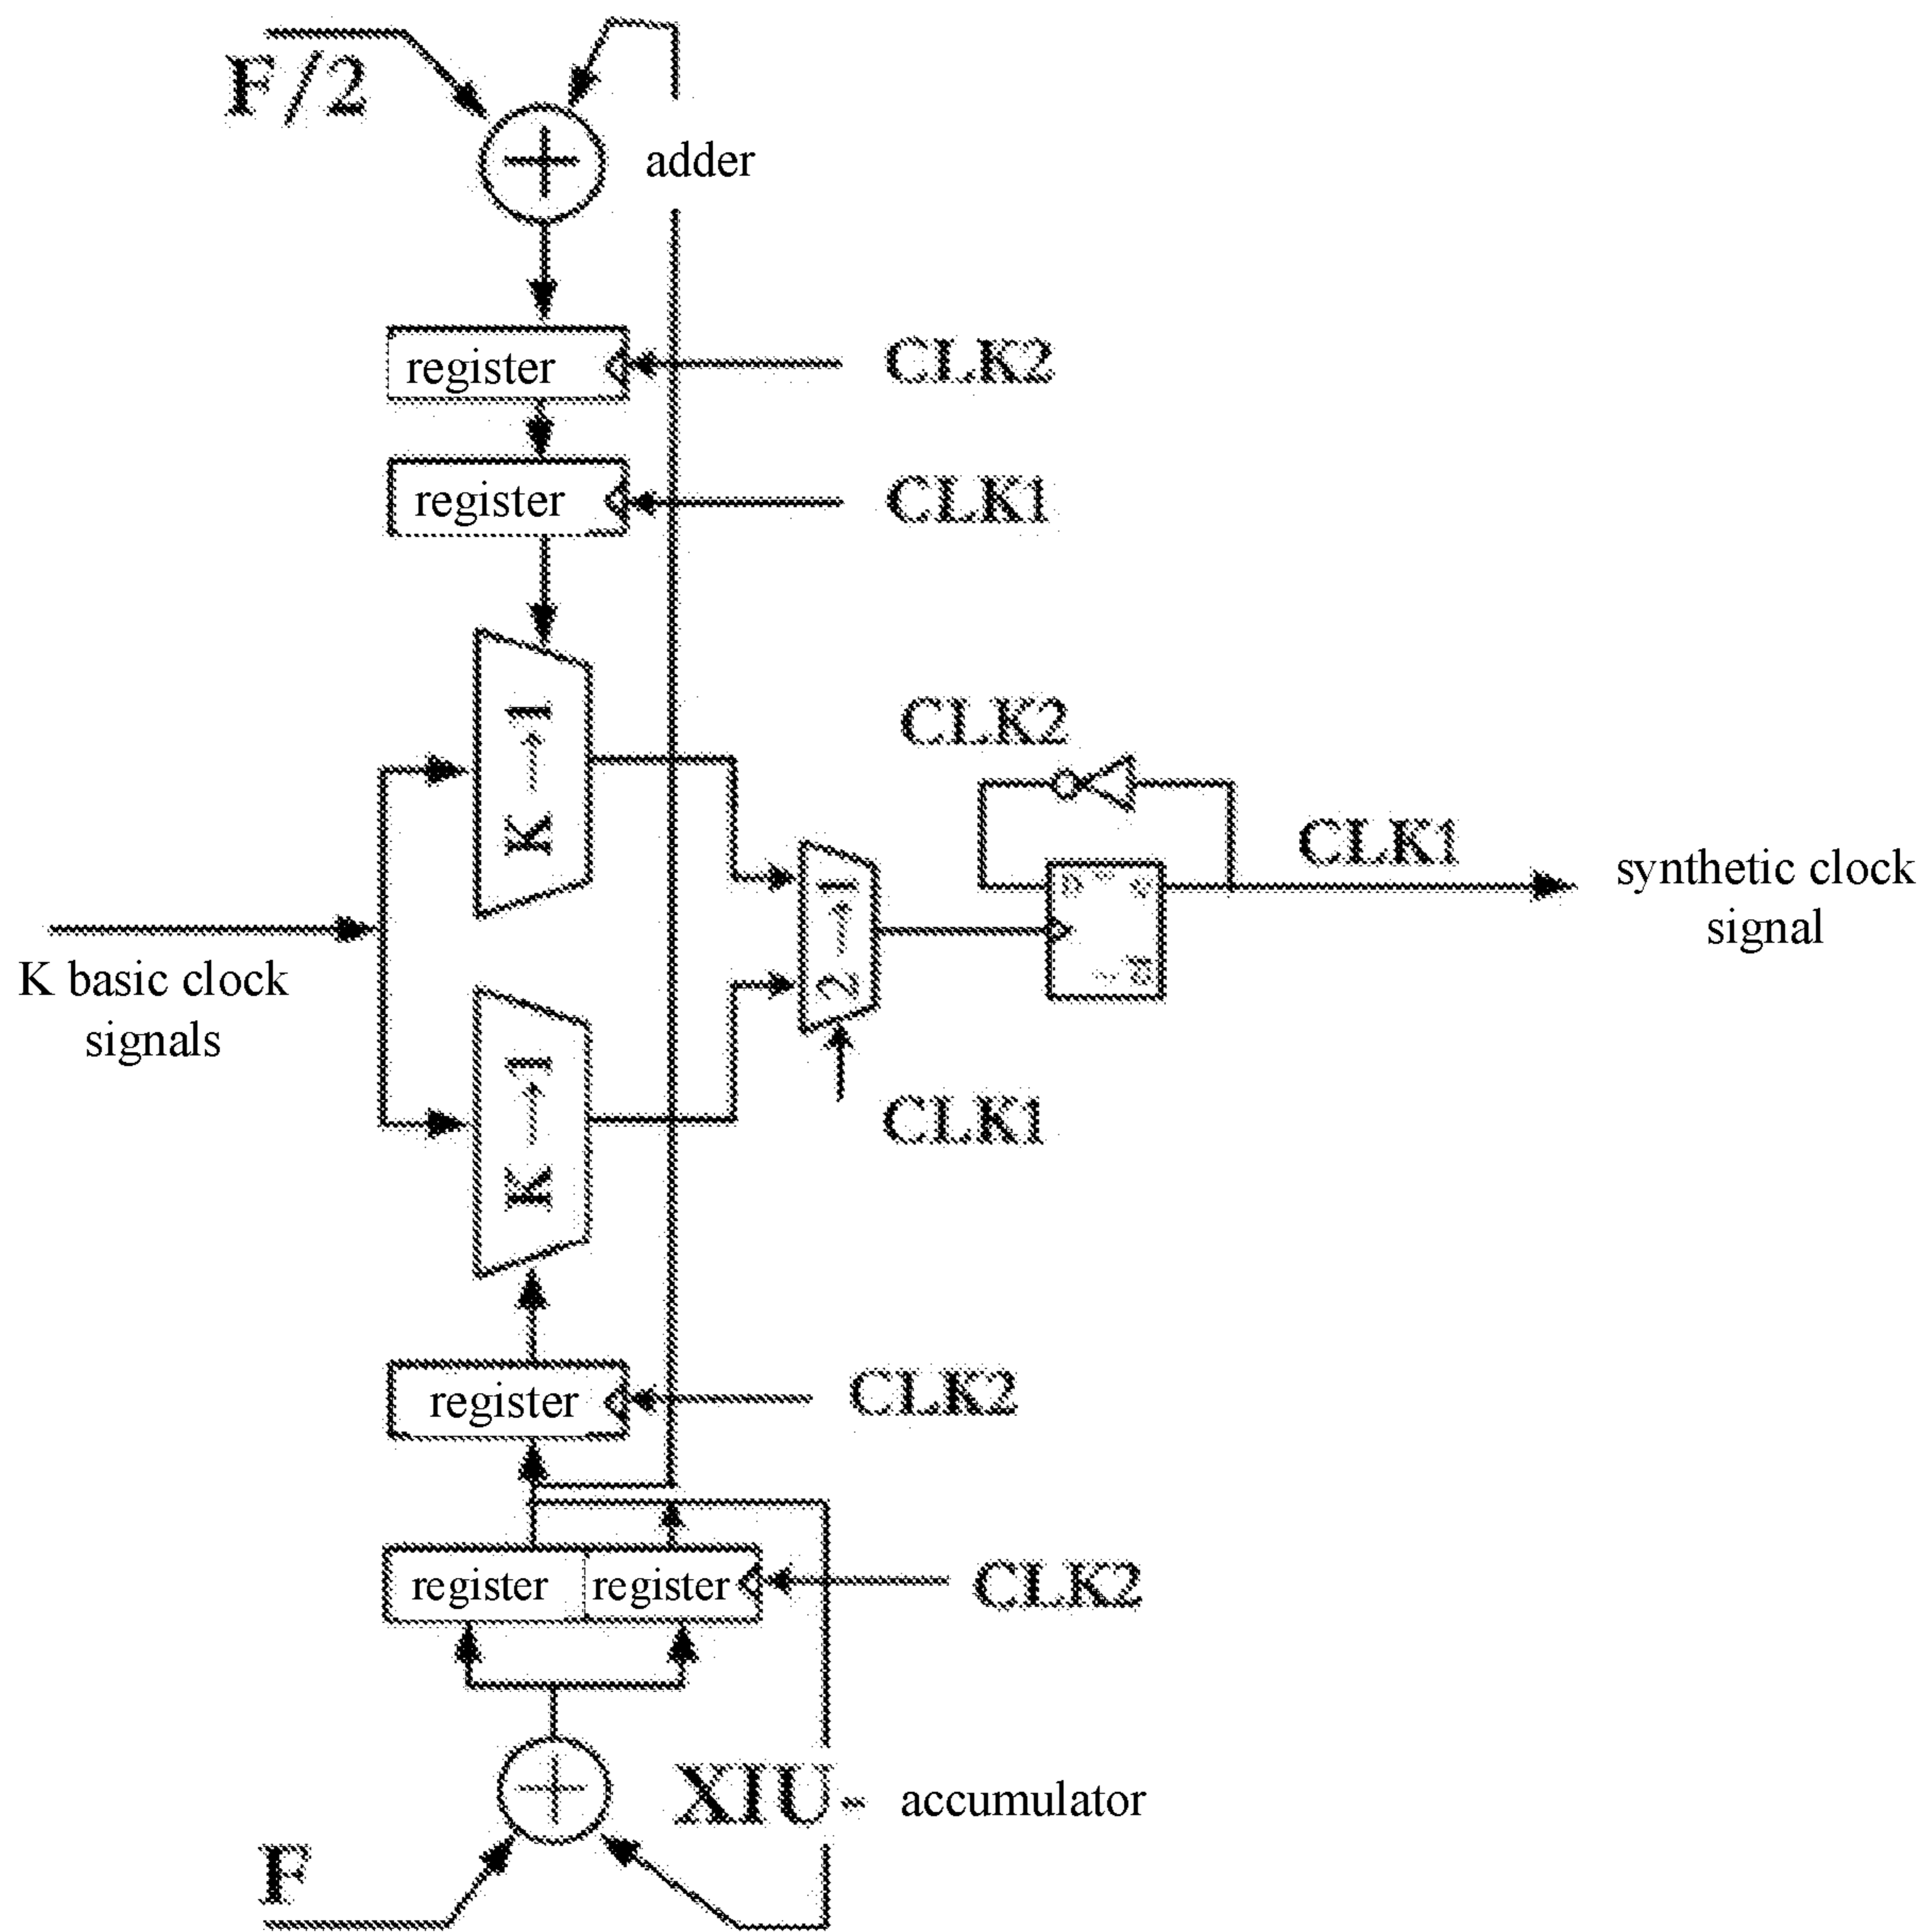 F/2
adder
register
CLK2
register
CLK1
K→1
CLK2
CLK1
synthetic clock
signal
2→1
K basic clock
signals
K→1
CLK1
register
CLK2
register
register
CLK2
XIU-
accumulator
F